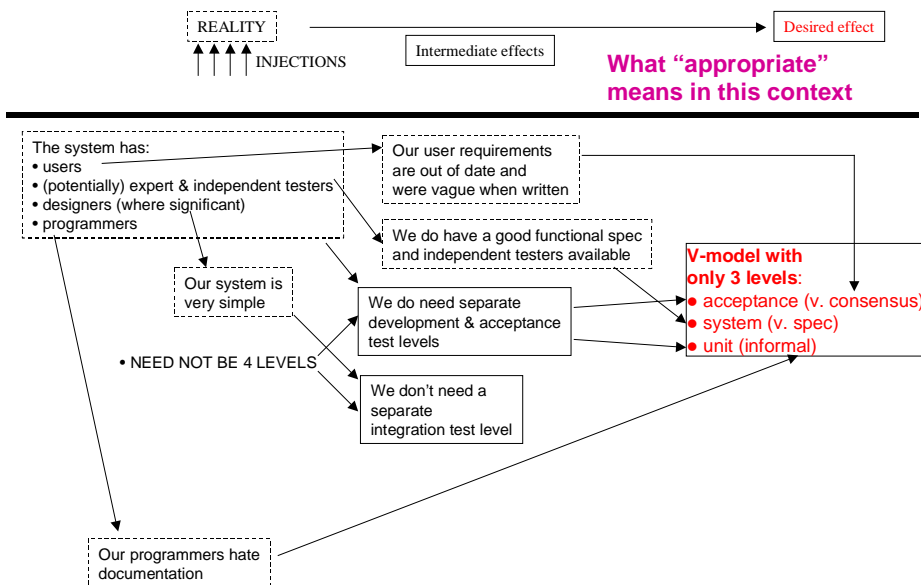 REALITY
Desired effect
Intermediate effects
INJECTIONS
What “appropriate”
means in this context
The system has:
• users
• (potentially) expert & independent testers
• designers (where significant)
• programmers
Our user requirements
are out of date and
were vague when written
We do have a good functional spec
and independent testers available
V-model with
only 3 levels:
● acceptance (v. consensus)
● system (v. spec)
● unit (informal)
Our system is
very simple
We do need separate
development & acceptance
test levels
• NEED NOT BE 4 LEVELS
We don’t need a
separate
integration test level
Our programmers hate
documentation